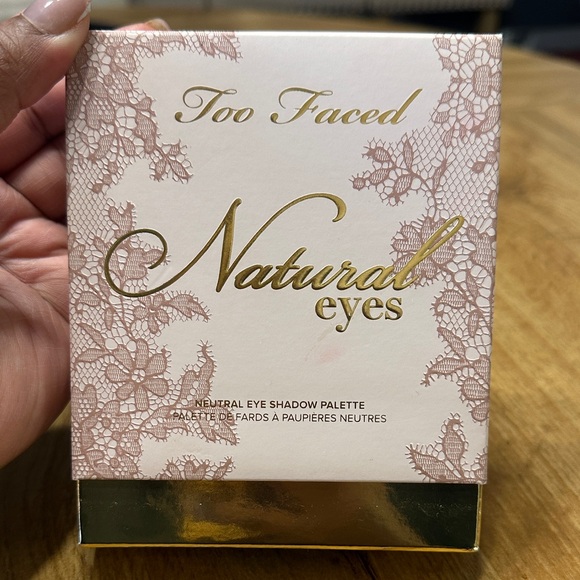 Too Faced
Natural
eyes
NEUTRAL EYE SHADOW PALETTE
PALETTE DE FARDS À PAUPIÈRES NEUTRES